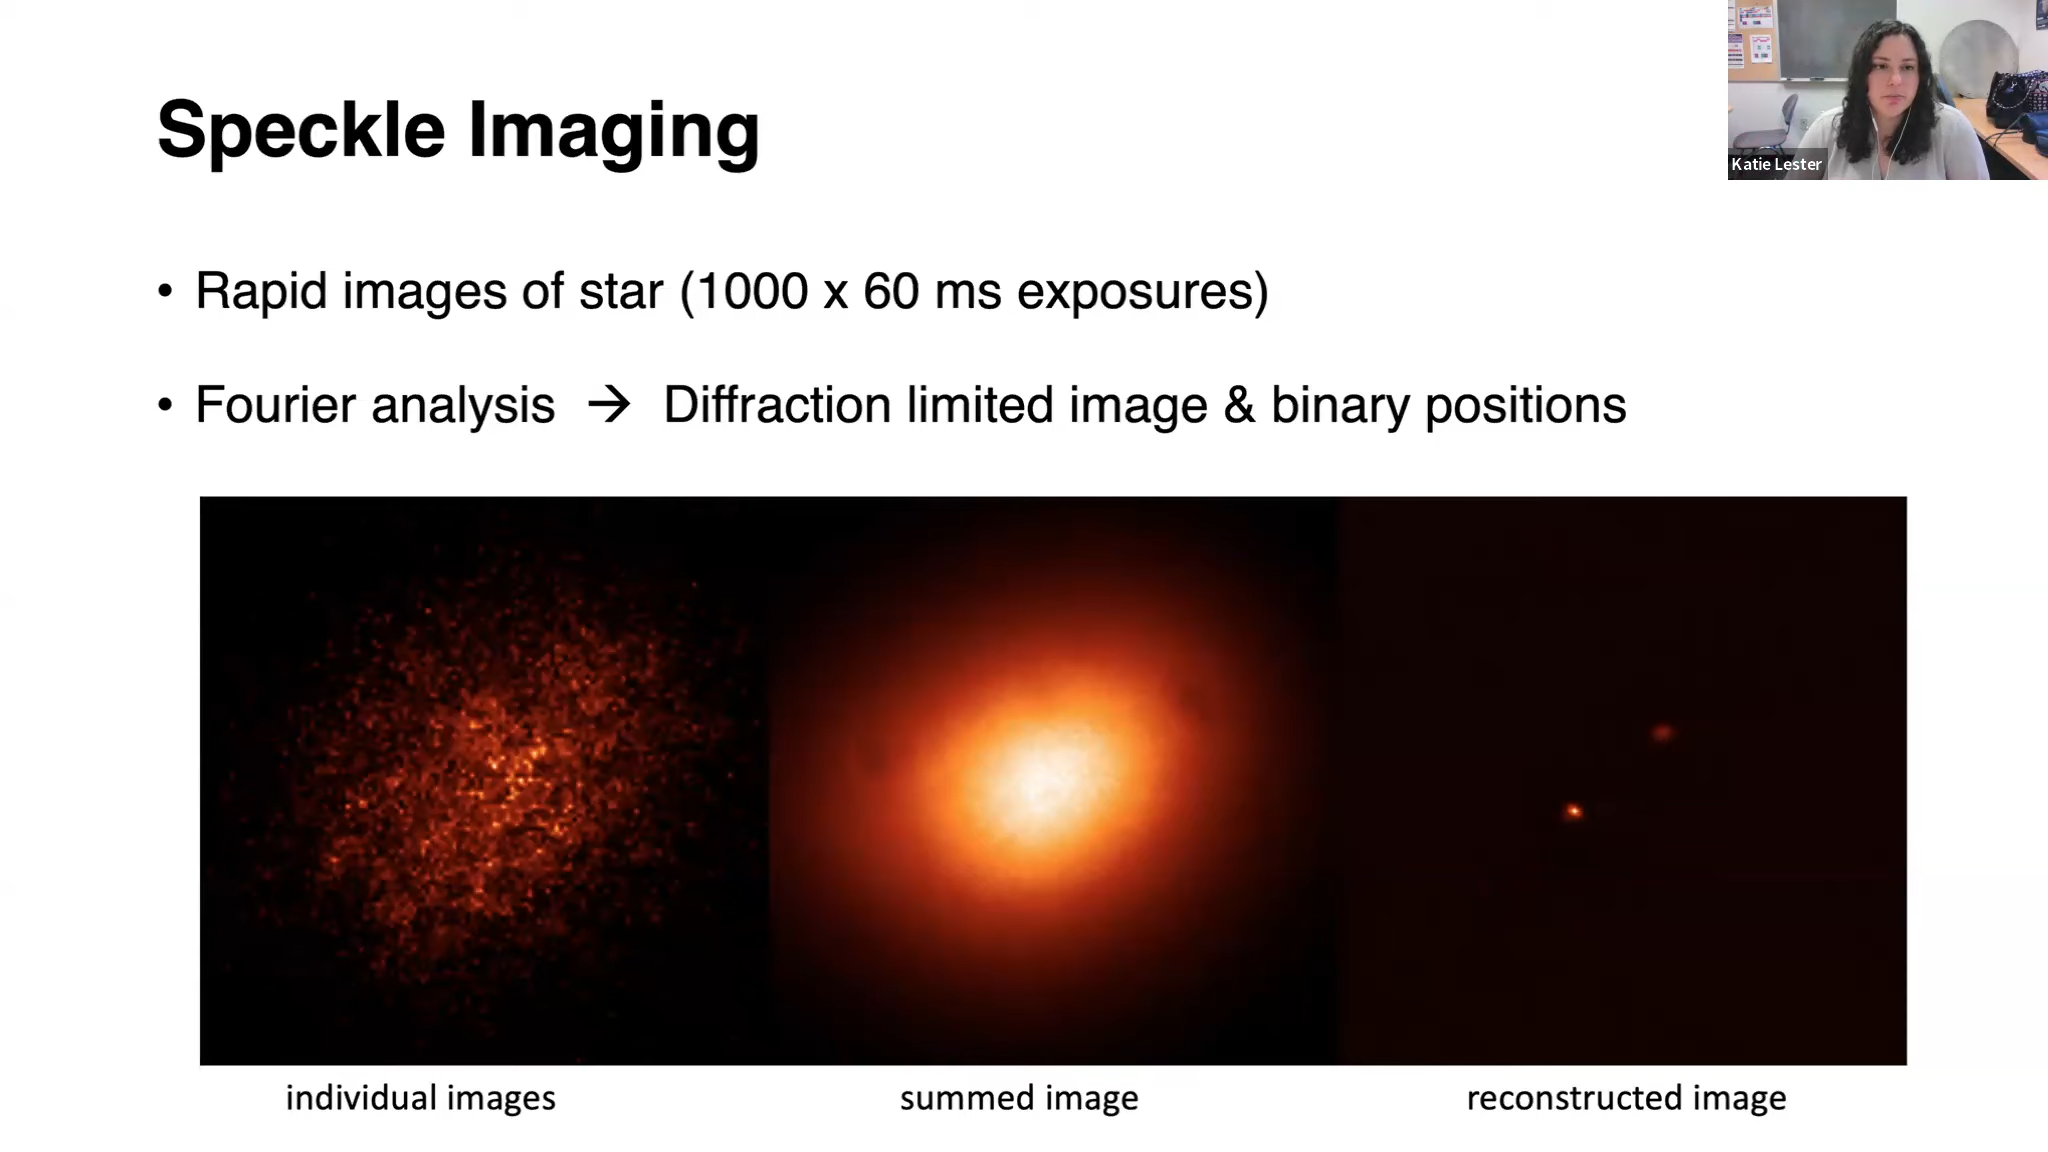 Speckle Imaging
Katie Lester
• Rapid images of star (1000 x 60 ms exposures)
• Fourier analysis → Diffraction limited image & binary positions
individual images
summed image
reconstructed image